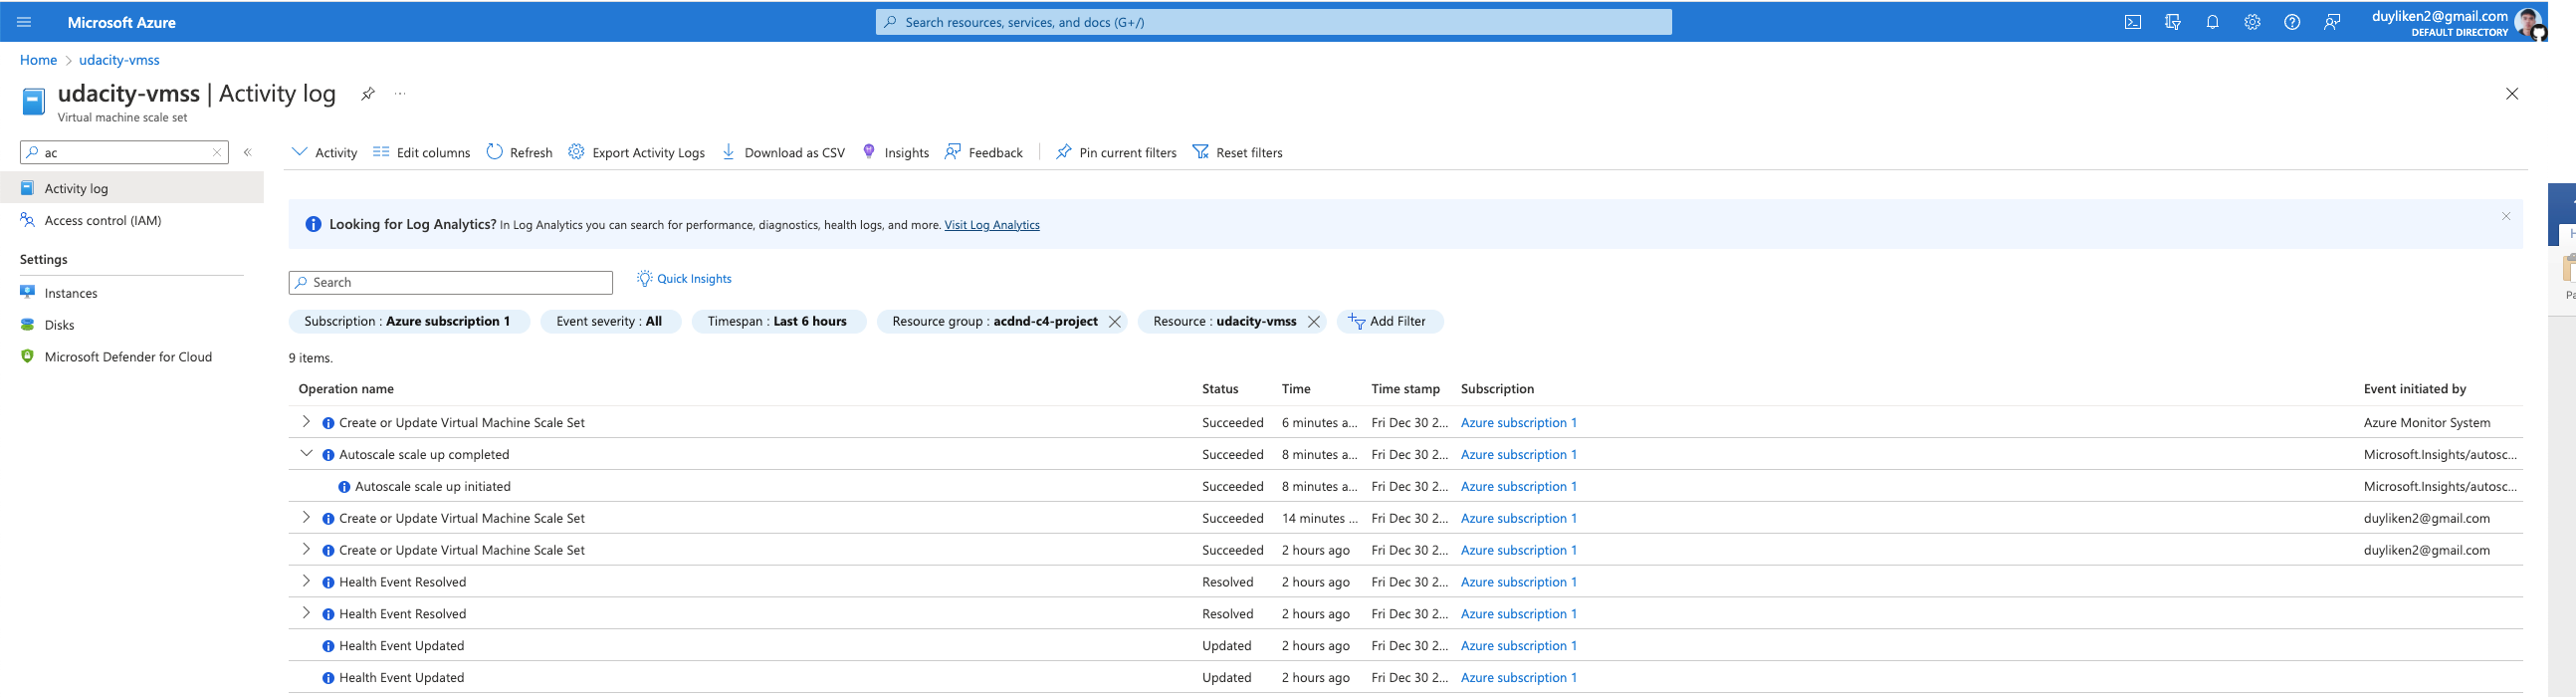 Microsoft Azure
Search resources, services, and docs (G+/)
duyliken2@gmail.com
DEFAULT DIRECTORY
Home > udacity-vmss
udacity-vmss | Activity log
Virtual machine scale set
ac
Activity
Edit columns
Refresh
Export Activity Logs
Download as CSV
Insights
Feedback
Pin current filters
Reset filters
Activity log
Access control (IAM)
Settings
Instances
Disks
Microsoft Defender for Cloud
Looking for Log Analytics? In Log Analytics you can search for performance, diagnostics, health logs, and more. Visit Log Analytics
Search
Quick Insights
Subscription : Azure subscription 1
Event severity : All
Timespan : Last 6 hours
Resource group : acdnd-c4-project
Resource : udacity-vmss
Add Filter
9 items.
Operation name Status Time Time stamp Subscription Event initiated by
Create or Update Virtual Machine Scale Set Succeeded 6 minutes a... Fri Dec 30 2... Azure subscription 1 Azure Monitor System
Autoscale scale up completed Succeeded 8 minutes a... Fri Dec 30 2... Azure subscription 1 Microsoft.Insights/autosc...
Autoscale scale up initiated Succeeded 8 minutes a... Fri Dec 30 2... Azure subscription 1 Microsoft.Insights/autosc...
Create or Update Virtual Machine Scale Set Succeeded 14 minutes ... Fri Dec 30 2... Azure subscription 1 duyliken2@gmail.com
Create or Update Virtual Machine Scale Set Succeeded 2 hours ago Fri Dec 30 2... Azure subscription 1 duyliken2@gmail.com
Health Event Resolved Resolved 2 hours ago Fri Dec 30 2... Azure subscription 1
Health Event Resolved Resolved 2 hours ago Fri Dec 30 2... Azure subscription 1
Health Event Updated Updated 2 hours ago Fri Dec 30 2... Azure subscription 1
Health Event Updated Updated 2 hours ago Fri Dec 30 2... Azure subscription 1